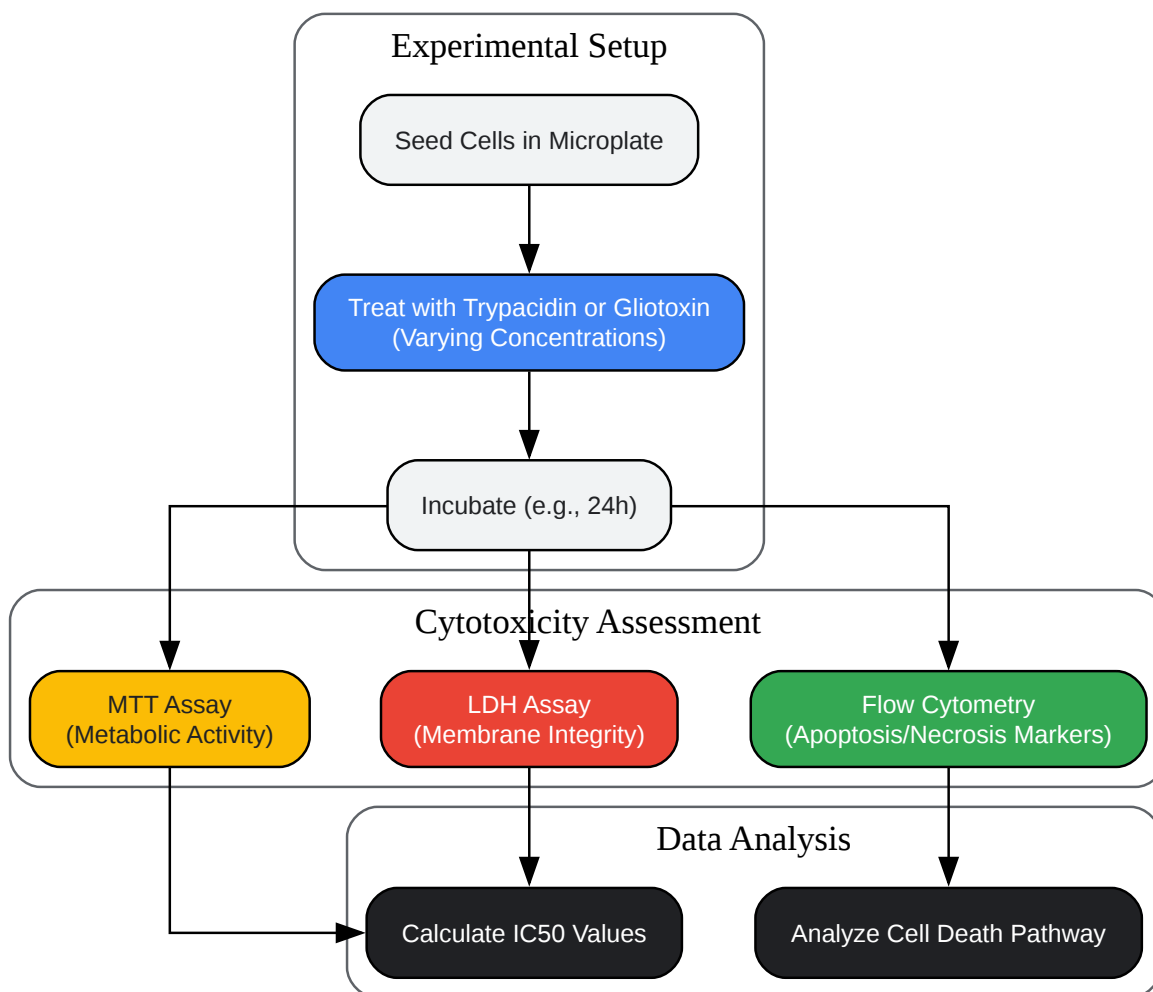 Experimental Setup
Seed Cells in Microplate
Treat with Trypacidin or Gliotoxin
(Varying Concentrations)
Incubate (e.g., 24h)
Cytotoxicity Assessment
MTT Assay
(Metabolic Activity)
LDH Assay
(Membrane Integrity)
Flow Cytometry
(Apoptosis/Necrosis Markers)
Data Analysis
Calculate IC50 Values
Analyze Cell Death Pathway